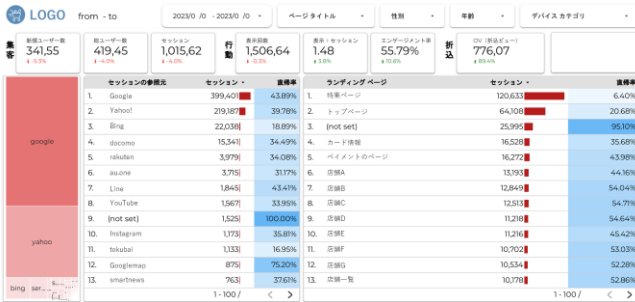 LOGO from - to
2023/0 /0 - 2023/0 /0
ページ タイトル
性別
年齢
デバイス カテゴリ
集客
新規ユーザー数
341,55
-5.3%
総ユーザー数
419,45
-4.0%
セッション
1,015,62
-4.0%
行動
表示回数
1,506,64
-0.3%
表示 / セッション
1.48
3.8%
エンゲージメント率
55.79%
10.6%
折込
CV（折込ビュー）
776,07
89.4%
google
yahoo
bing
ser...
セッションの参照元 セッション 直帰率
1. Google 399,401 43.89%
2. Yahoo! 219,187 39.78%
3. Bing 22,038 18.89%
4. docomo 15,341 34.49%
5. rakuten 3,979 34.08%
6. au.one 3,715 31.17%
7. Line 1,845 43.41%
8. YouTube 1,567 33.95%
9. (not set) 1,525 100.00%
10. Instagram 1,173 35.81%
11. tokubai 1,133 16.95%
12. Googlemap 875 75.20%
13. smartnews 763 37.61%
1 - 100 /
ランディング ページ セッション 直帰率
1. 特集ページ 120,633 6.40%
2. トップページ 64,108 20.68%
3. (not set) 25,995 95.10%
4. カード情報 16,528 35.68%
5. ペイメントのページ 16,272 43.98%
6. 店舗A 13,193 44.16%
7. 店舗B 12,849 54.04%
8. 店舗C 12,513 54.71%
9. 店舗D 11,218 54.64%
10. 店舗E 11,216 45.42%
11. 店舗F 10,702 53.03%
12. 店舗G 10,534 52.28%
13. 店舗一覧 10,178 52.86%
1 - 100 /